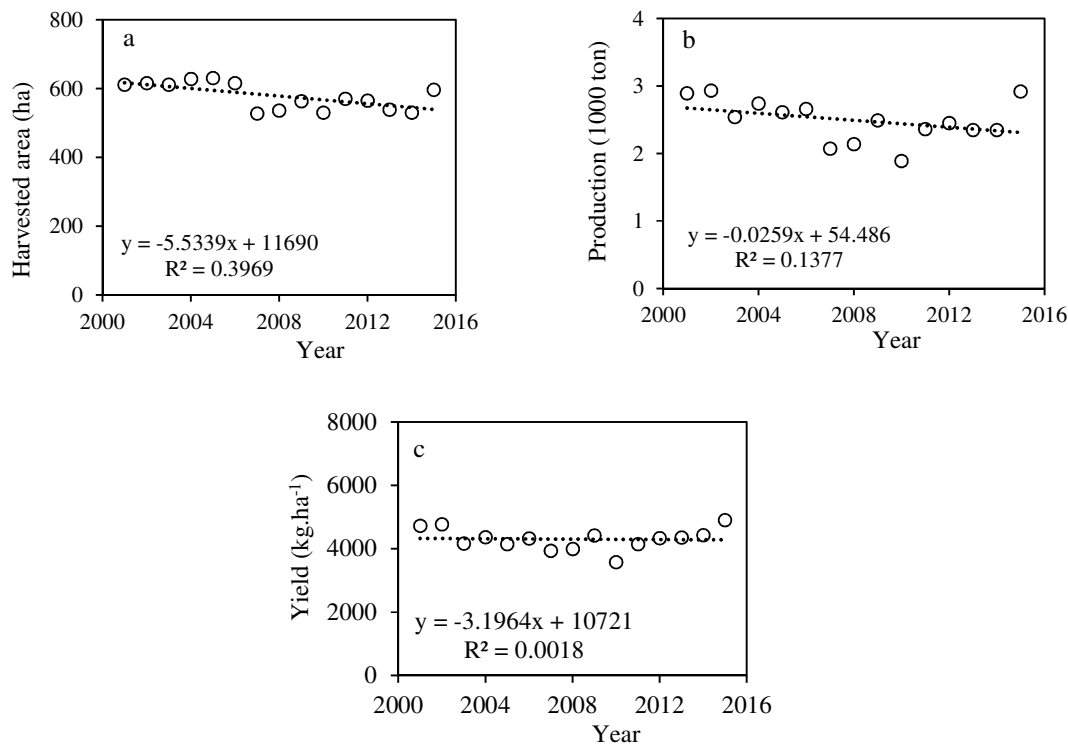 a
Harvested area (ha)
800
600
400
200
0
y = -5.5339x + 11690
R² = 0.3969
2000 2004 2008 2012 2016
Year
b
Production (1000 ton)
4
3
2
1
0
y = -0.0259x + 54.486
R² = 0.1377
2000 2004 2008 2012 2016
Year
c
Yield (kg.ha⁻¹)
8000
6000
4000
2000
0
y = -3.1964x + 10721
R² = 0.0018
2000 2004 2008 2012 2016
Year